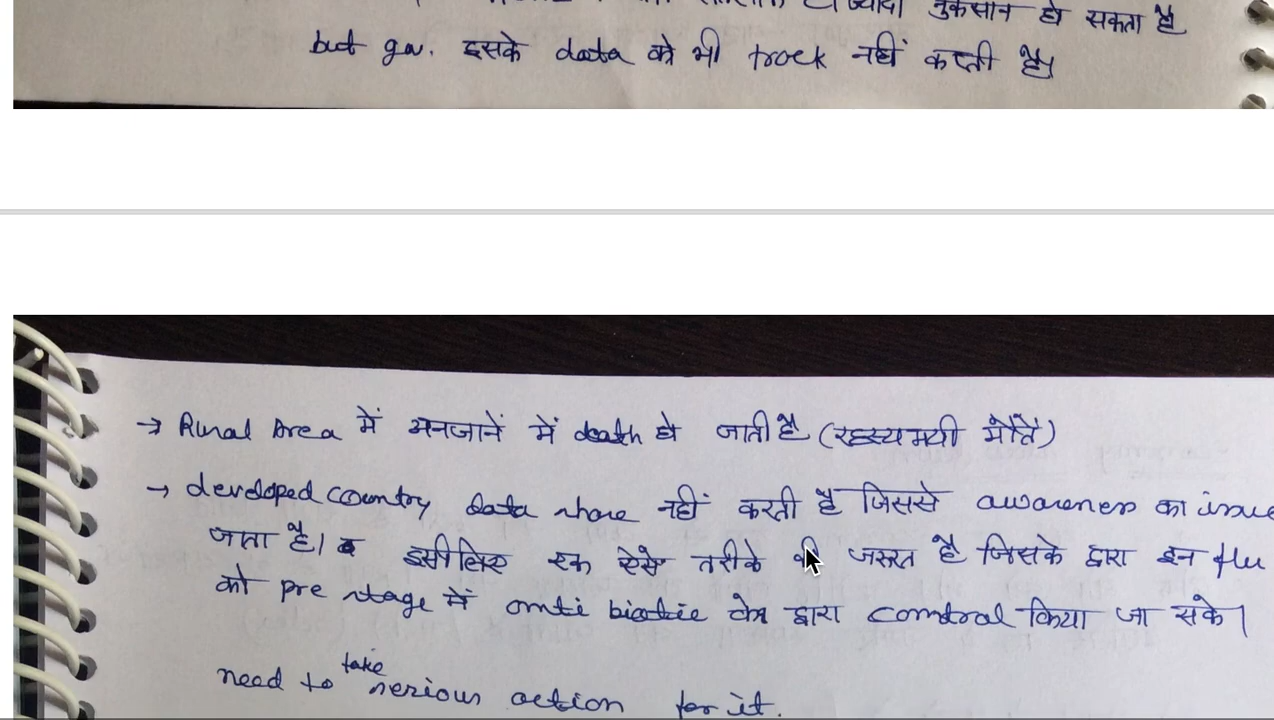 ज्यादा नुकसान हो सकता है
but gov. इसके data को भी track नहीं करती है।
→ Rural Area में अनजाने में death हो जाती है (रहस्यमयी मौतें)
→ developed country data share नहीं करती है जिससे awareness का issue
जाता है। इसीलिए एक ऐसे तरीके की जरूरत है जिसके द्वारा इन flu
को pre stage में anti biotic के द्वारा control किया जा सके।
need to take serious action for it.